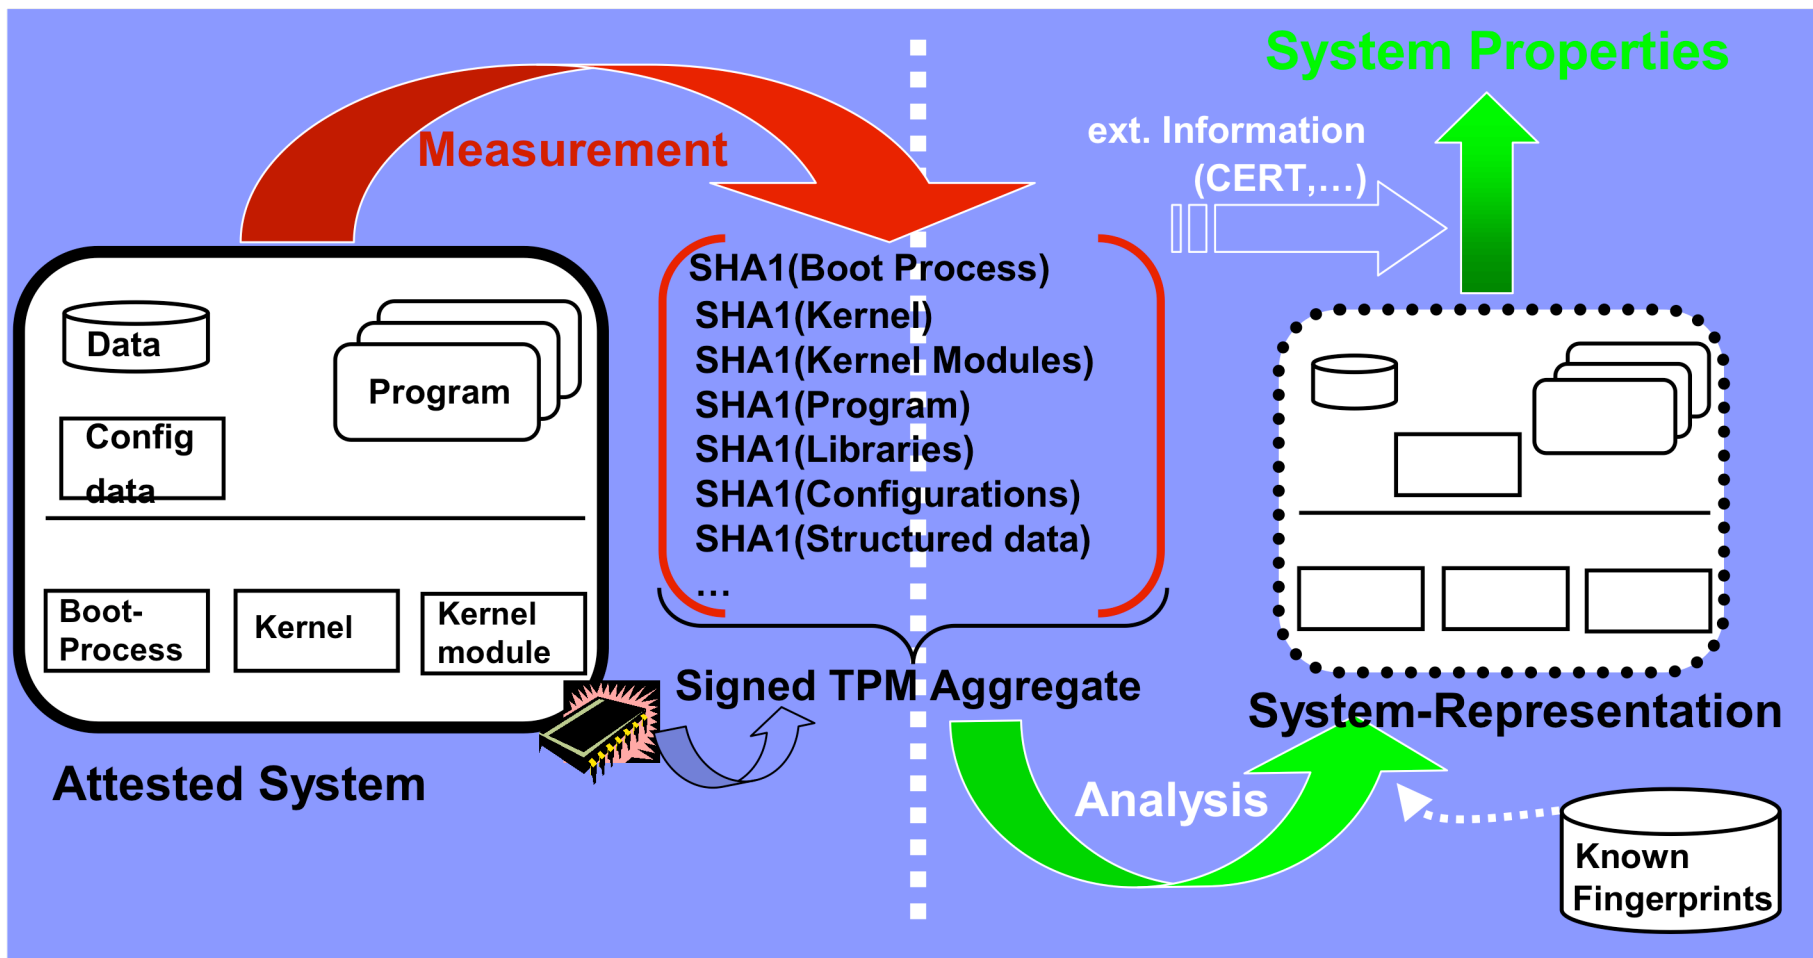 System Properties
Measurement
ext. Information
(CERT,...)
SHA1(Boot Process)
SHA1(Kernel)
SHA1(Kernel Modules)
SHA1(Program)
SHA1(Libraries)
SHA1(Configurations)
SHA1(Structured data)
...
Data
Program
Config
data
Boot-
Process
Kernel
Kernel
module
Signed TPM Aggregate
Attested System
System-Representation
Analysis
Known
Fingerprints